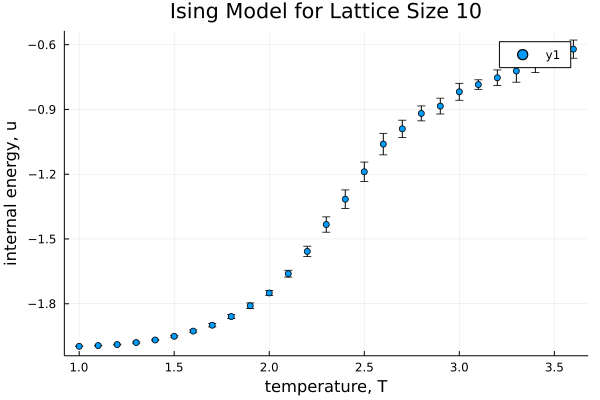 Ising Model for Lattice Size 10
y1
internal energy, u
−0.6
−0.9
−1.2
−1.5
−1.8
1.0 1.5 2.0 2.5 3.0 3.5
temperature, T